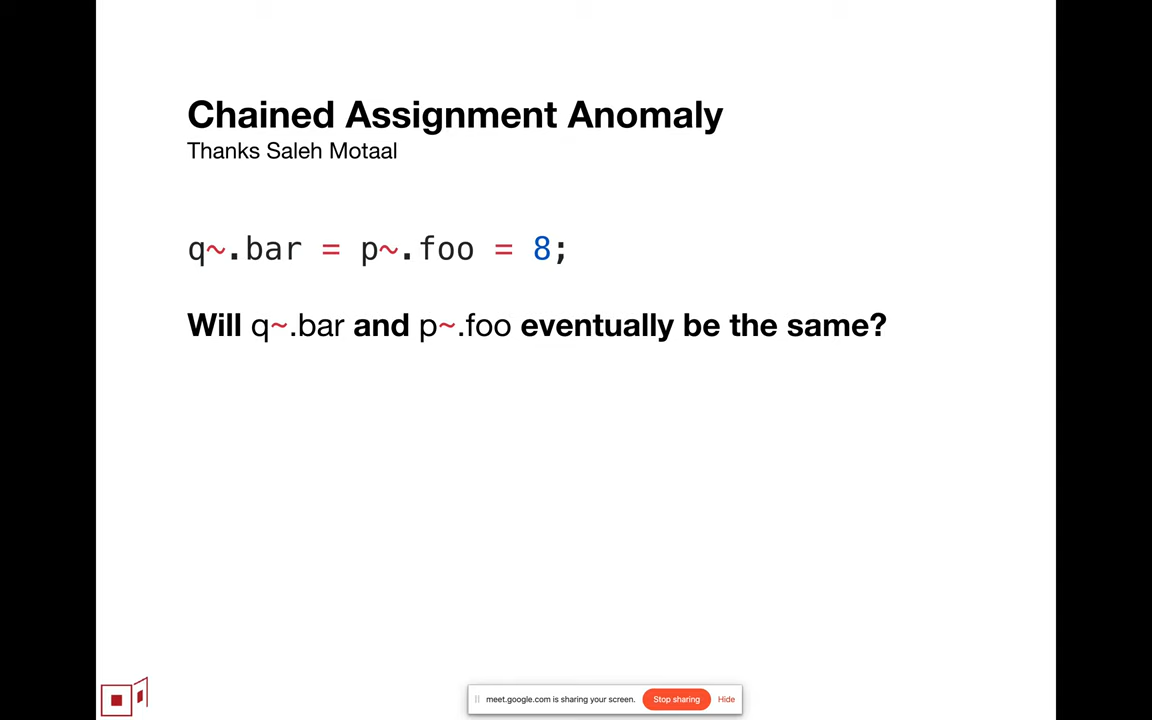 Chained Assignment Anomaly
Thanks Saleh Motaal
q~.bar = p~.foo = 8;
Will q~.bar and p~.foo eventually be the same?
meet.google.com is sharing your screen. Stop sharing Hide